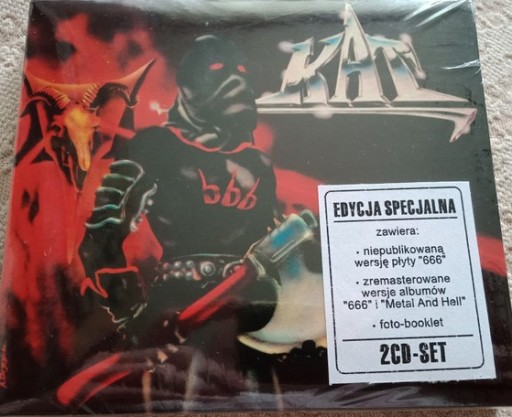 KAT
666
EDYCJA SPECJALNA
zawiera:
• niepublikowaną
wersję płyty "666"
• zremasterowane
wersje albumów
"666" i "Metal And Hell"
• foto-booklet
2CD-SET